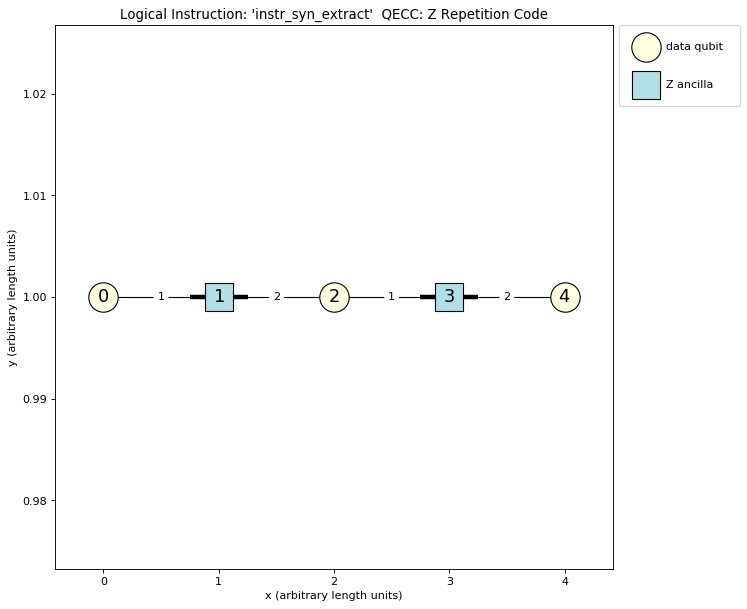 Logical Instruction: 'instr_syn_extract'  QECC: Z Repetition Code
data qubit
Z ancilla
1.02
1.01
1.00
0.99
0.98
y (arbitrary length units)
0 1 1 2 2 1 3 2 4
0 1 2 3 4
x (arbitrary length units)